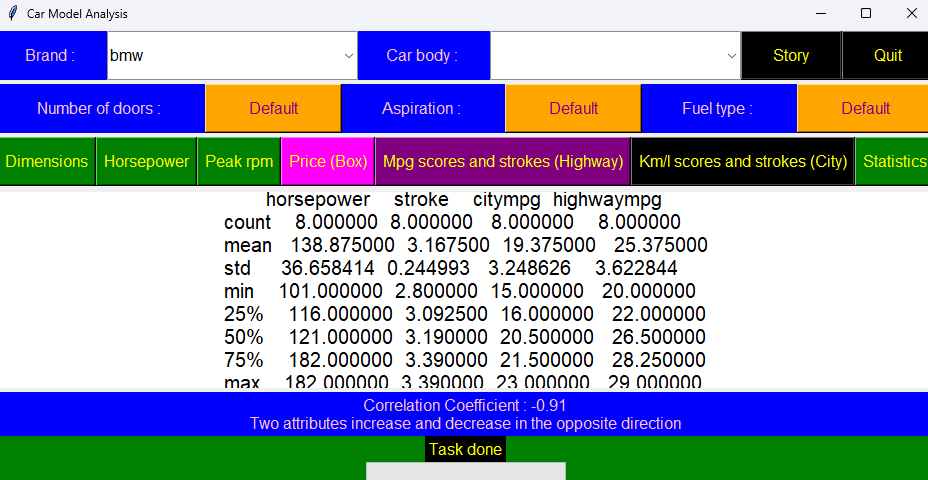 Car Model Analysis
Brand : bmw Car body : Story Quit
Number of doors : Default Aspiration : Default Fuel type : Default
Dimensions Horsepower Peak rpm Price (Box) Mpg scores and strokes (Highway) Km/l scores and strokes (City) Statistics
horsepower stroke citympg highwaympg
count 8.000000 8.000000 8.000000 8.000000
mean 138.875000 3.167500 19.375000 25.375000
std 36.658414 0.244993 3.248626 3.622844
min 101.000000 2.800000 15.000000 20.000000
25% 116.000000 3.092500 16.000000 22.000000
50% 121.000000 3.190000 20.500000 26.500000
75% 182.000000 3.390000 21.500000 28.250000
max 182.000000 3.390000 23.000000 29.000000
Correlation Coefficient : -0.91
Two attributes increase and decrease in the opposite direction
Task done